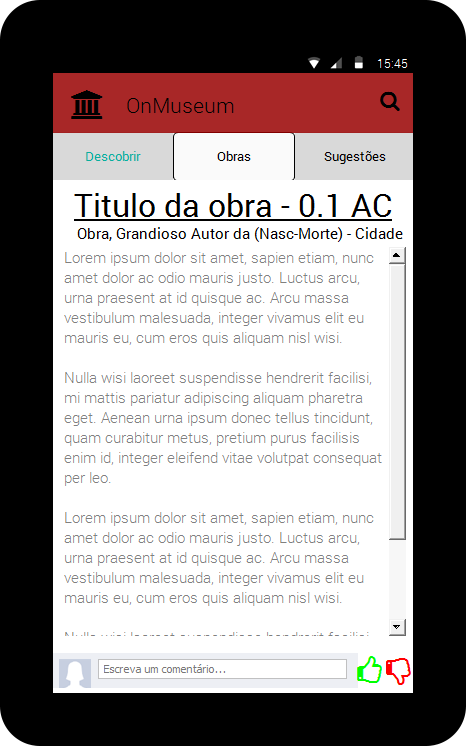 15:45
OnMuseum
Descobrir
Obras
Sugestões
Titulo da obra - 0.1 AC
Obra, Grandioso Autor da (Nasc-Morte) - Cidade
Lorem ipsum dolor sit amet, sapien etiam, nunc
amet dolor ac odio mauris justo. Luctus arcu,
urna praesent at id quisque ac. Arcu massa
vestibulum malesuada, integer vivamus elit eu
mauris eu, cum eros quis aliquam nisl wisi.
Nulla wisi laoreet suspendisse hendrerit facilisi,
mi mattis pariatur adipiscing aliquam pharetra
eget. Aenean urna ipsum donec tellus tincidunt,
quam curabitur metus, pretium purus facilisis
enim id, integer eleifend vitae volutpat consequat
per leo.
Lorem ipsum dolor sit amet, sapien etiam, nunc
amet dolor ac odio mauris justo. Luctus arcu,
urna praesent at id quisque ac. Arcu massa
vestibulum malesuada, integer vivamus elit eu
mauris eu, cum eros quis aliquam nisl wisi.
Nulla wisi laoreet suspendisse hendrerit facilisi,
Escreva um comentário...